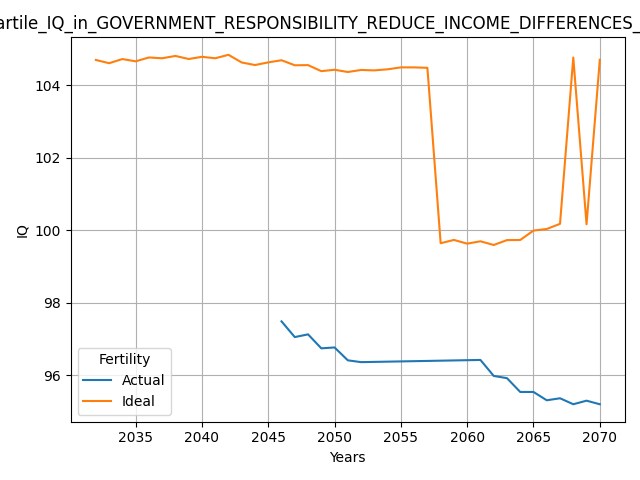 artile_IQ_in_GOVERNMENT_RESPONSIBILITY_REDUCE_INCOME_DIFFERENCES_
IQ
104
102
100
98
96
Fertility
Actual
Ideal
2035 2040 2045 2050 2055 2060 2065 2070
Years